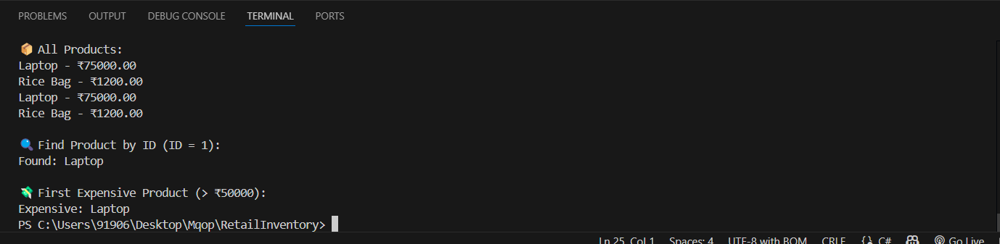 PROBLEMS OUTPUT DEBUG CONSOLE TERMINAL PORTS
📦 All Products:
Laptop - ₹75000.00
Rice Bag - ₹1200.00
Laptop - ₹75000.00
Rice Bag - ₹1200.00
🔍 Find Product by ID (ID = 1):
Found: Laptop
💸 First Expensive Product (> ₹50000):
Expensive: Laptop
PS C:\Users\91906\Desktop\Mqop\RetailInventory>
Ln 25, Col 1 Spaces: 4 UTF-8 with BOM CRLF C# Go Live